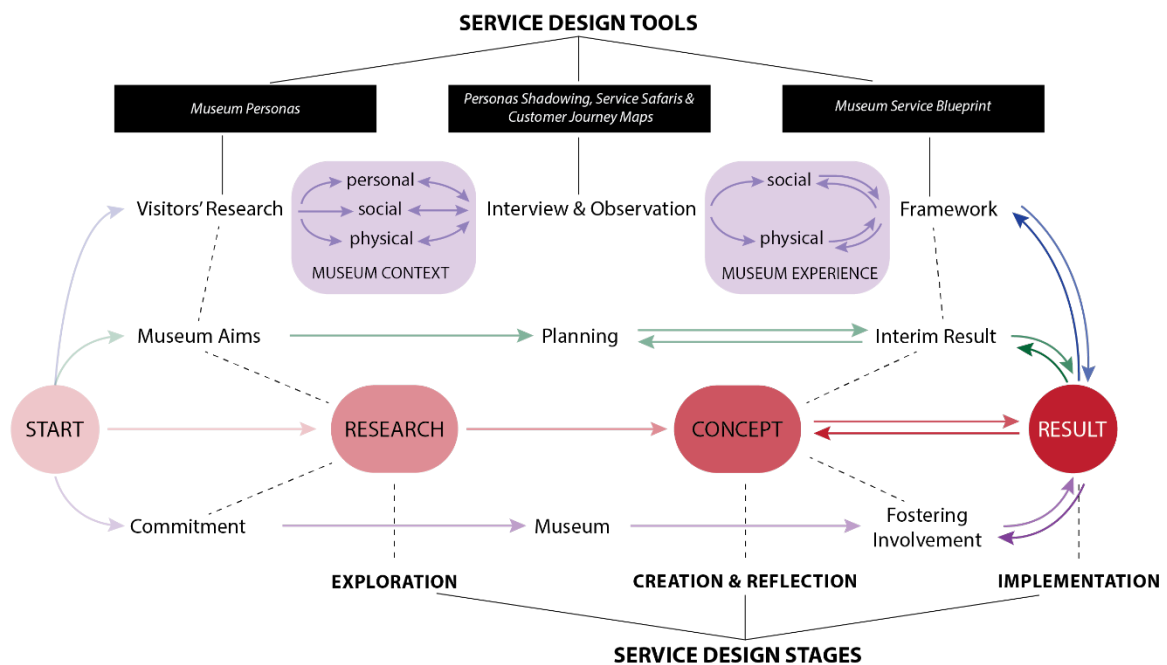 SERVICE DESIGN TOOLS
Museum Personas
Personas Shadowing, Service Safaris &
Customer Journey Maps
Museum Service Blueprint
Visitors' Research
personal
social
physical
MUSEUM CONTEXT
Interview & Observation
social
physical
MUSEUM EXPERIENCE
Framework
Museum Aims
Planning
Interim Result
START
RESEARCH
CONCEPT
RESULT
Commitment
Museum
Fostering
Involvement
EXPLORATION
CREATION & REFLECTION
IMPLEMENTATION
SERVICE DESIGN STAGES